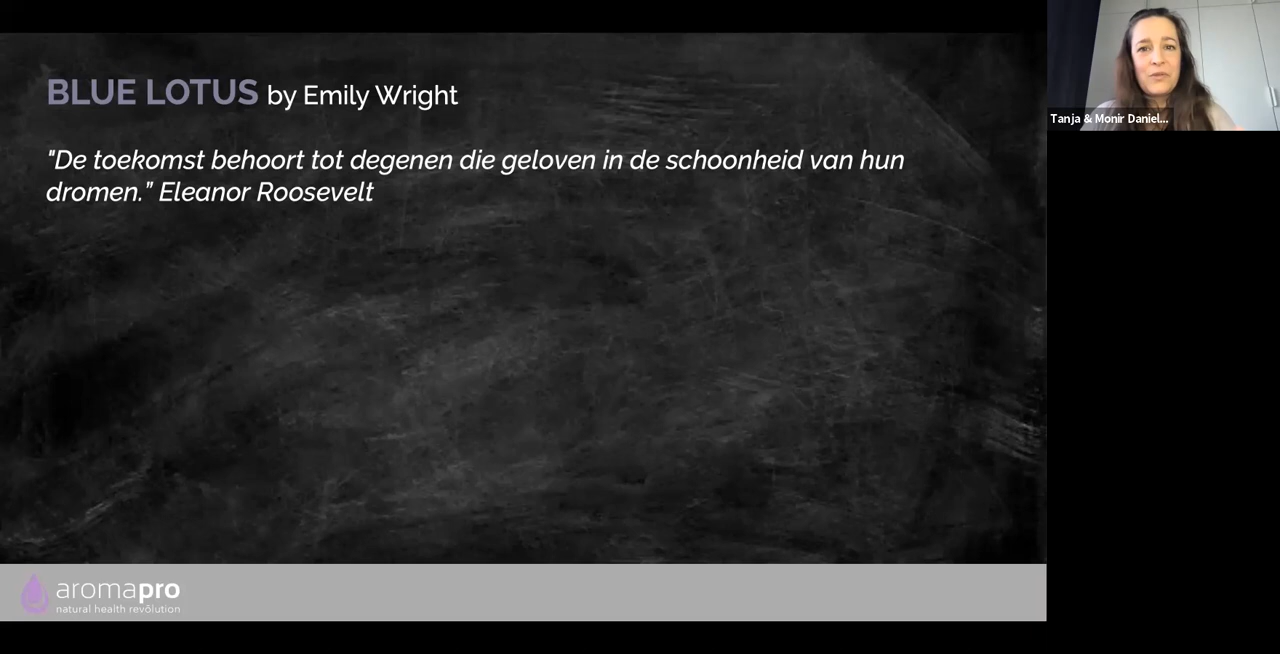 BLUE LOTUS by Emily Wright
"De toekomst behoort tot degenen die geloven in de schoonheid van hun
dromen.” Eleanor Roosevelt
Tanja & Monir Daniel...
aromapro
natural health revōlution